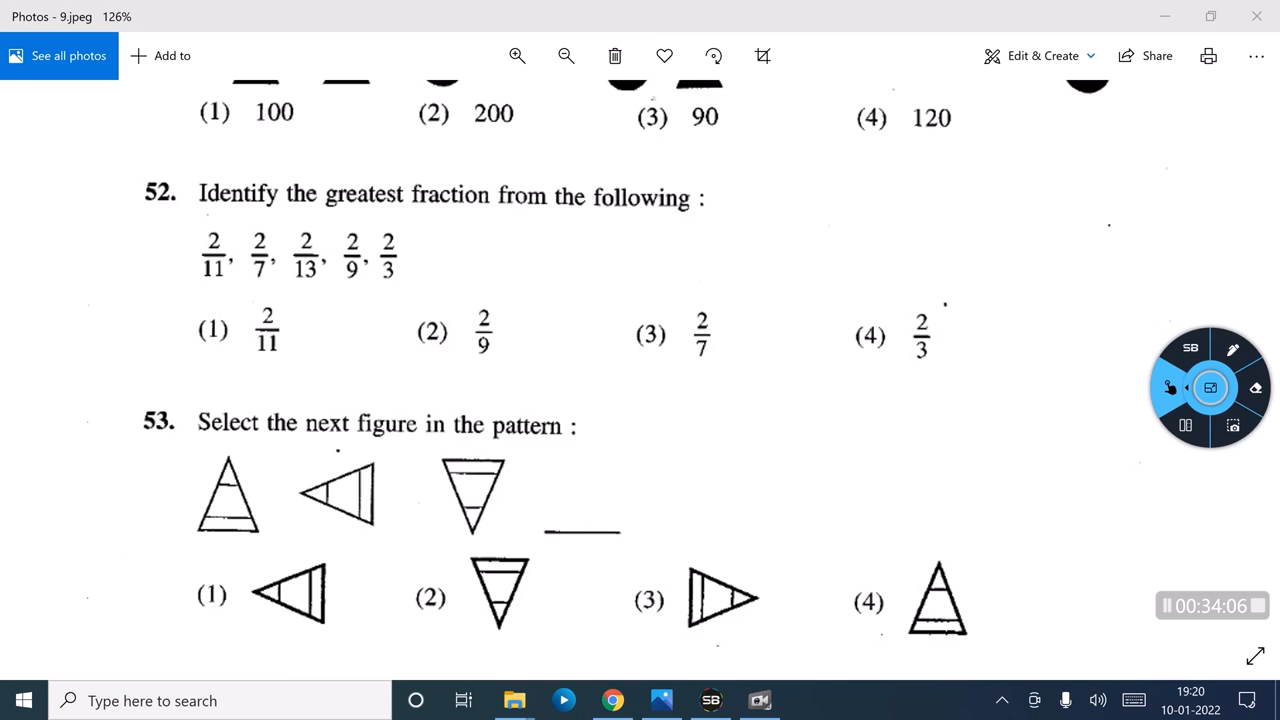 Photos - 9.jpeg 126%
See all photos
Add to
Edit & Create
Share
(1) 100 (2) 200 (3) 90 (4) 120
52. Identify the greatest fraction from the following :
2/11, 2/7, 2/13, 2/9, 2/3
(1) 2/11 (2) 2/9 (3) 2/7 (4) 2/3
SB
53. Select the next figure in the pattern :
(1) (2) (3) (4)
00:34:06
Type here to search
SB
19:20
10-01-2022